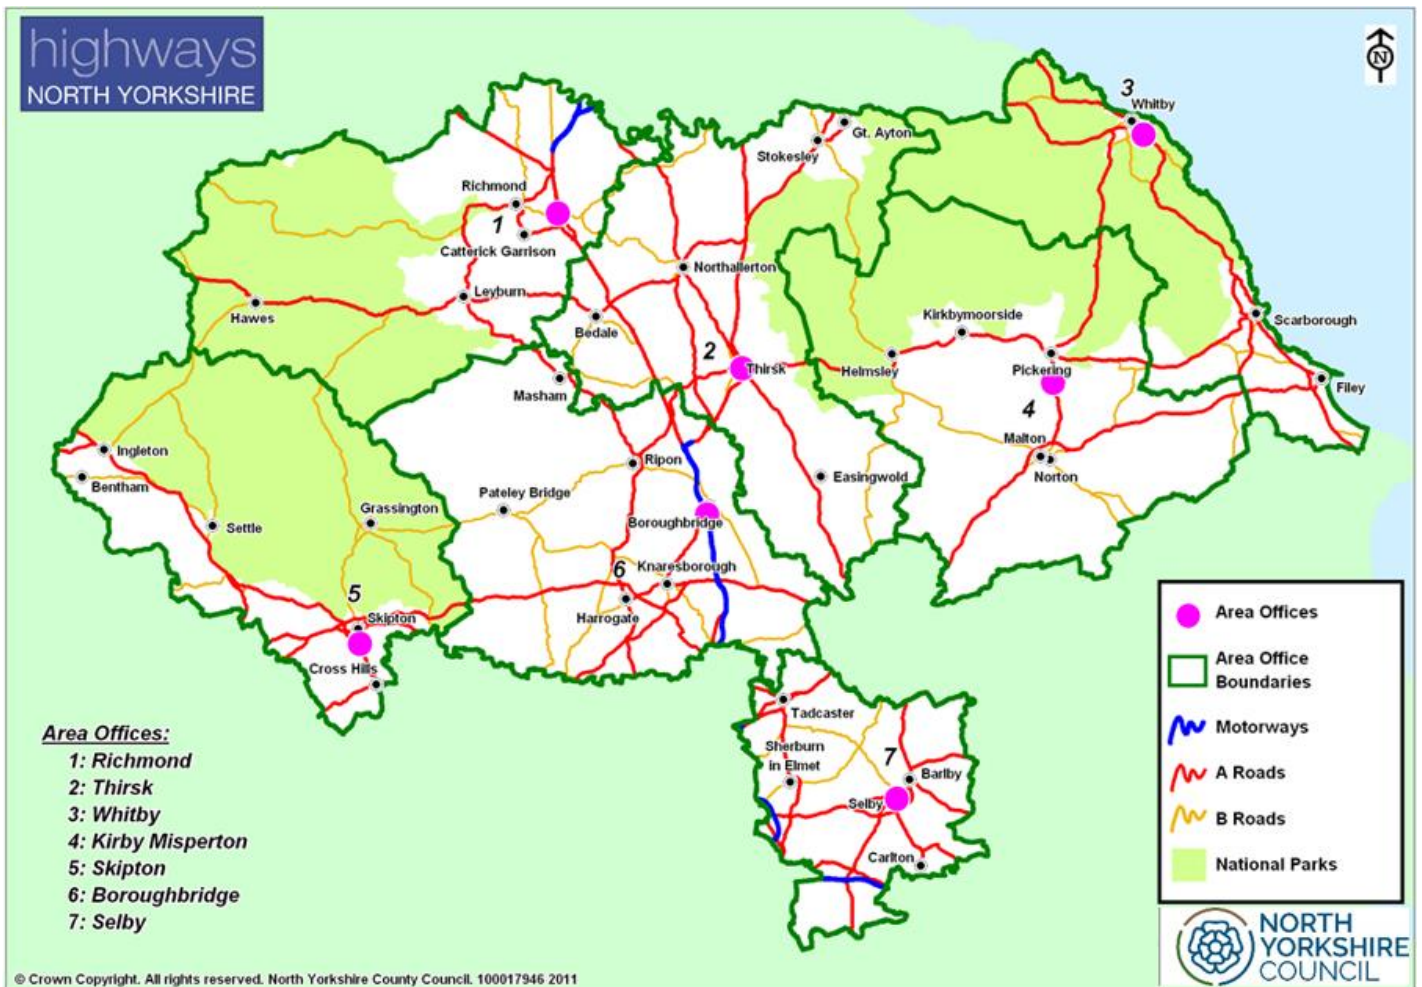 highways
NORTH YORKSHIRE
N
3
Whitby
Gt. Ayton
Stokesley
Richmond
1
Catterick Garrison
Northallerton
Leyburn
Hawes
Bedale
Kirkbymoorside
Scarborough
2
Thirsk
Helmsley
Pickering
Masham
4
Filey
Malton
Norton
Ingleton
Bentham
Ripon
Easingwold
Pateley Bridge
Grassington
Settle
Boroughbridge
Knaresborough
6
5
Harrogate
Skipton
Cross Hills
Tadcaster
Sherburn
in Elmet
7
Barlby
Selby
Carlton
Area Offices
Area Office
Boundaries
Motorways
A Roads
B Roads
National Parks
Area Offices:
1: Richmond
2: Thirsk
3: Whitby
4: Kirby Misperton
5: Skipton
6: Boroughbridge
7: Selby
NORTH
YORKSHIRE
COUNCIL
© Crown Copyright. All rights reserved. North Yorkshire County Council. 100017946 2011